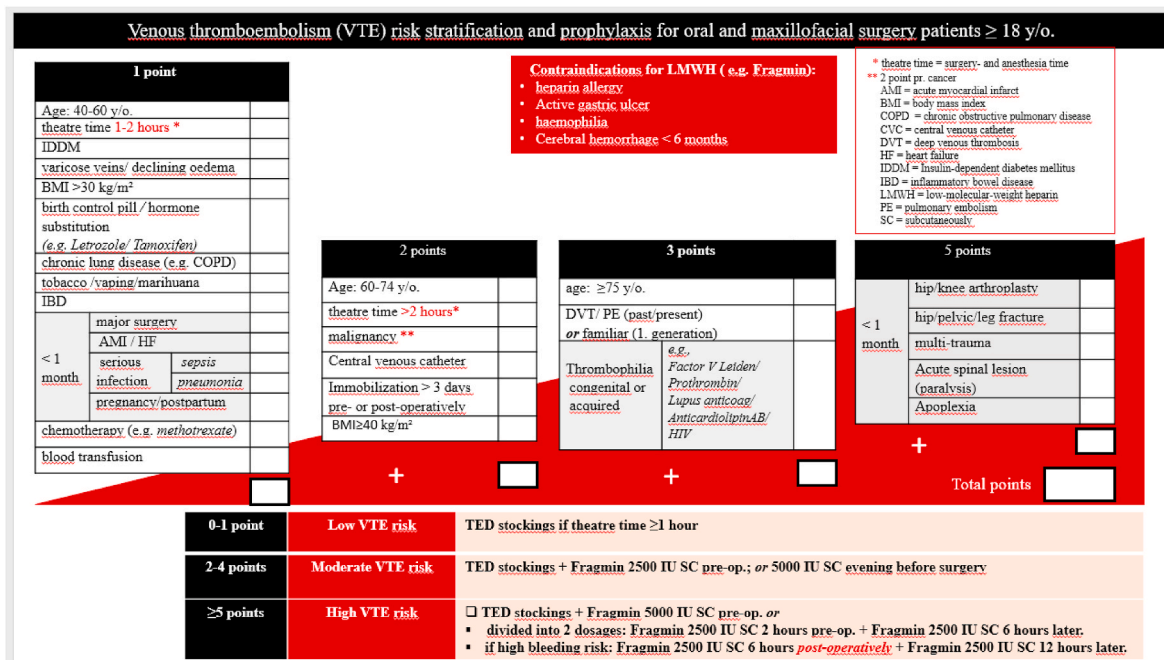 Venous thromboembolism (VTE) risk stratification and prophylaxis for oral and maxillofacial surgery patients ≥ 18 y/o.
1 point
Age: 40-60 y/o.
theatre time 1-2 hours *
IDDM
varicose veins/ declining oedema
BMI >30 kg/m²
birth control pill / hormone
substitution
(e.g. Letrozole/ Tamoxifen)
chronic lung disease (e.g. COPD)
tobacco /vaping/marihuana
IBD
< 1
month
major surgery
AMI / HF
serious
infection
sepsis
pneumonia
pregnancy/postpartum
chemotherapy (e.g. methotrexate)
blood transfusion
Contraindications for LMWH ( e.g. Fragmin):
• heparin allergy
• Active gastric ulcer
• haemophilia
• Cerebral hemorrhage < 6 months
* theatre time = surgery- and anesthesia time
** 2 point pr. cancer
AMI = acute myocardial infarct
BMI = body mass index
COPD = chronic obstructive pulmonary disease
CVC = central venous catheter
DVT = deep venous thrombosis
HF = heart failure
IDDM = Insulin-dependent diabetes mellitus
IBD = inflammatory bowel disease
LMWH = low-molecular-weight heparin
PE = pulmonary embolism
SC = subcutaneously
2 points
Age: 60-74 y/o.
theatre time >2 hours*
malignancy **
Central venous catheter
Immobilization > 3 days
pre- or post-operatively
BMI≥40 kg/m²
+
3 points
age: ≥75 y/o.
DVT/ PE (past/present)
or familiar (1. generation)
Thrombophilia
congenital or
acquired
e.g.,
Factor V Leiden/
Prothrombin/
Lupus anticoag/
AnticardioliptnAB/
HIV
+
5 points
< 1
month
hip/knee arthroplasty
hip/pelvic/leg fracture
multi-trauma
Acute spinal lesion
(paralysis)
Apoplexia
+
Total points
0-1 point Low VTE risk TED stockings if theatre time ≥1 hour
2-4 points Moderate VTE risk TED stockings + Fragmin 2500 IU SC pre-op.; or 5000 IU SC evening before surgery
≥5 points High VTE risk ❑ TED stockings + Fragmin 5000 IU SC pre-op. or
▪ divided into 2 dosages: Fragmin 2500 IU SC 2 hours pre-op. + Fragmin 2500 IU SC 6 hours later.
▪ if high bleeding risk: Fragmin 2500 IU SC 6 hours post-operatively + Fragmin 2500 IU SC 12 hours later.